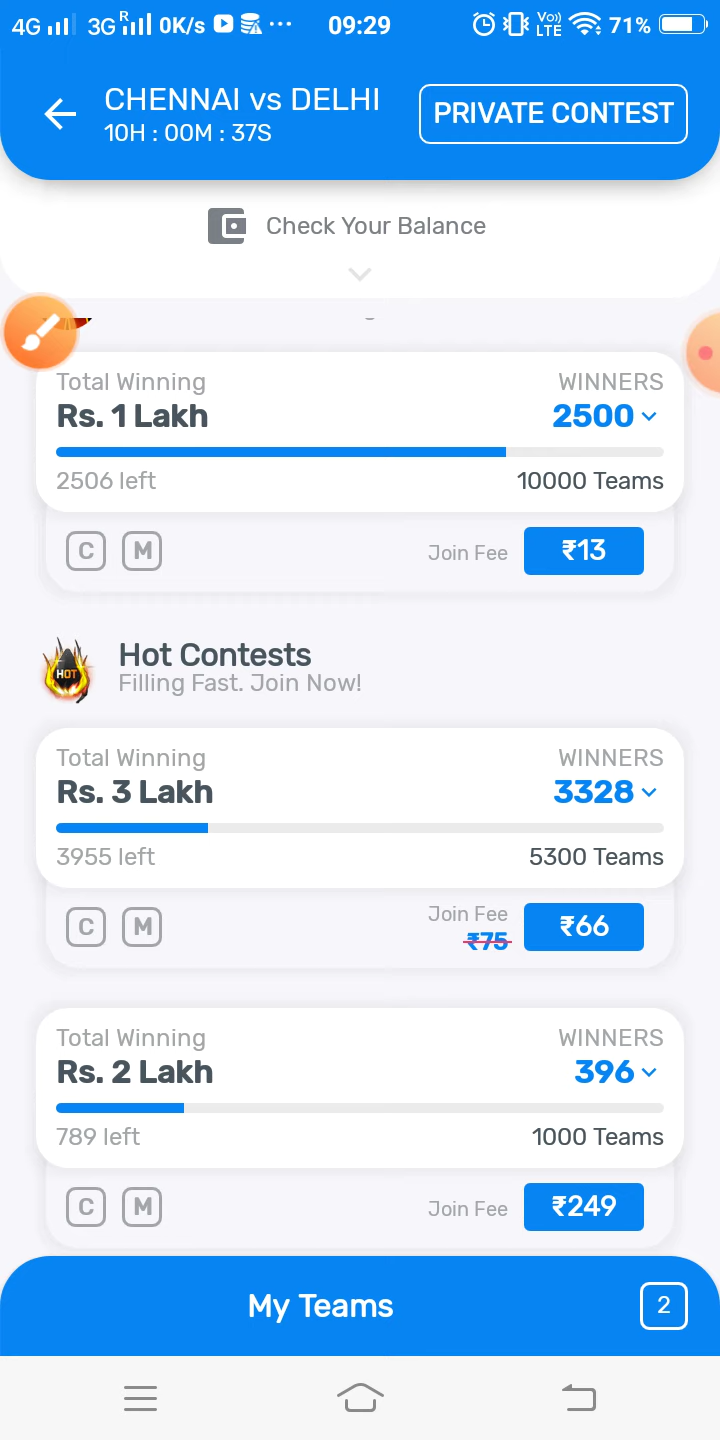 4G 3G R 0K/s ... 09:29 Vo)) LTE 71%
CHENNAI vs DELHI
10H : 00M : 37S
PRIVATE CONTEST
Check Your Balance
Total Winning WINNERS
Rs. 1 Lakh 2500
2506 left 10000 Teams
C M Join Fee ₹13
HOT
Hot Contests
Filling Fast. Join Now!
Total Winning WINNERS
Rs. 3 Lakh 3328
3955 left 5300 Teams
C M Join Fee ₹75 ₹66
Total Winning WINNERS
Rs. 2 Lakh 396
789 left 1000 Teams
C M Join Fee ₹249
My Teams 2